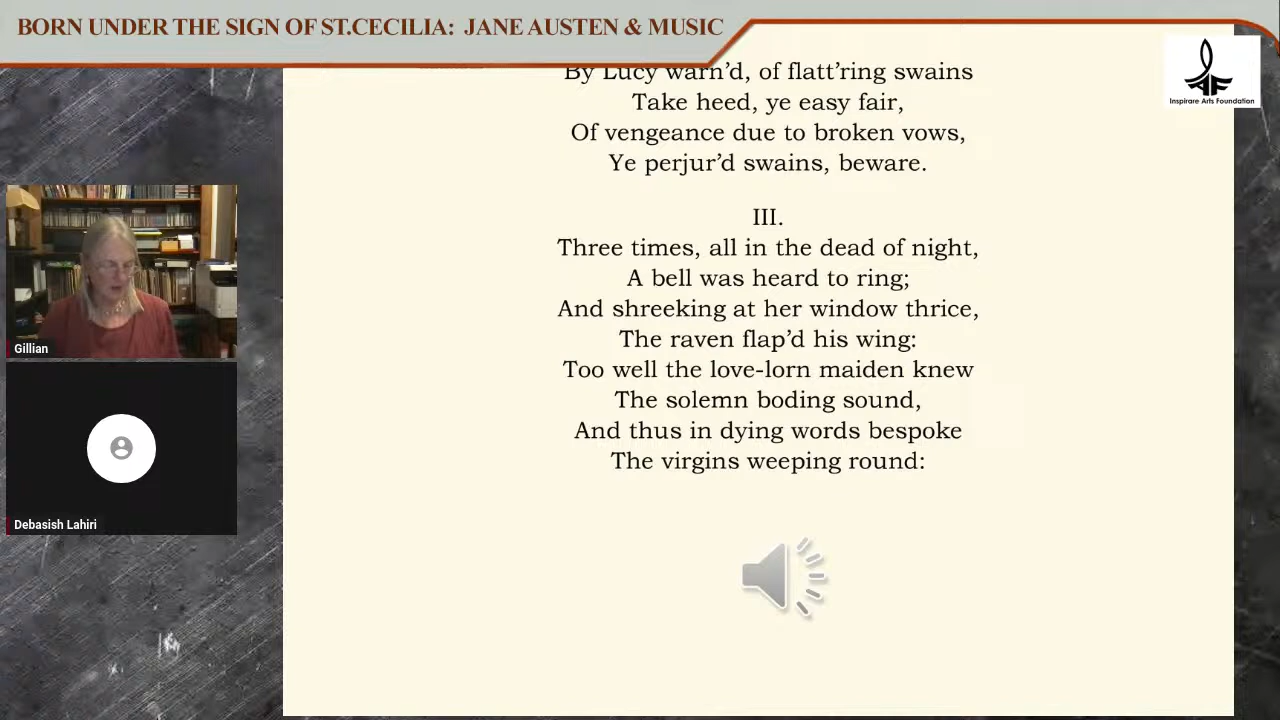 BORN UNDER THE SIGN OF ST.CECILIA: JANE AUSTEN & MUSIC
Inspirare Arts Foundation
By Lucy warn’d, of flatt’ring swains
Take heed, ye easy fair,
Of vengeance due to broken vows,
Ye perjur’d swains, beware.
III.
Three times, all in the dead of night,
A bell was heard to ring;
And shreeking at her window thrice,
The raven flap’d his wing:
Too well the love-lorn maiden knew
The solemn boding sound,
And thus in dying words bespoke
The virgins weeping round:
Gillian
Debasish Lahiri